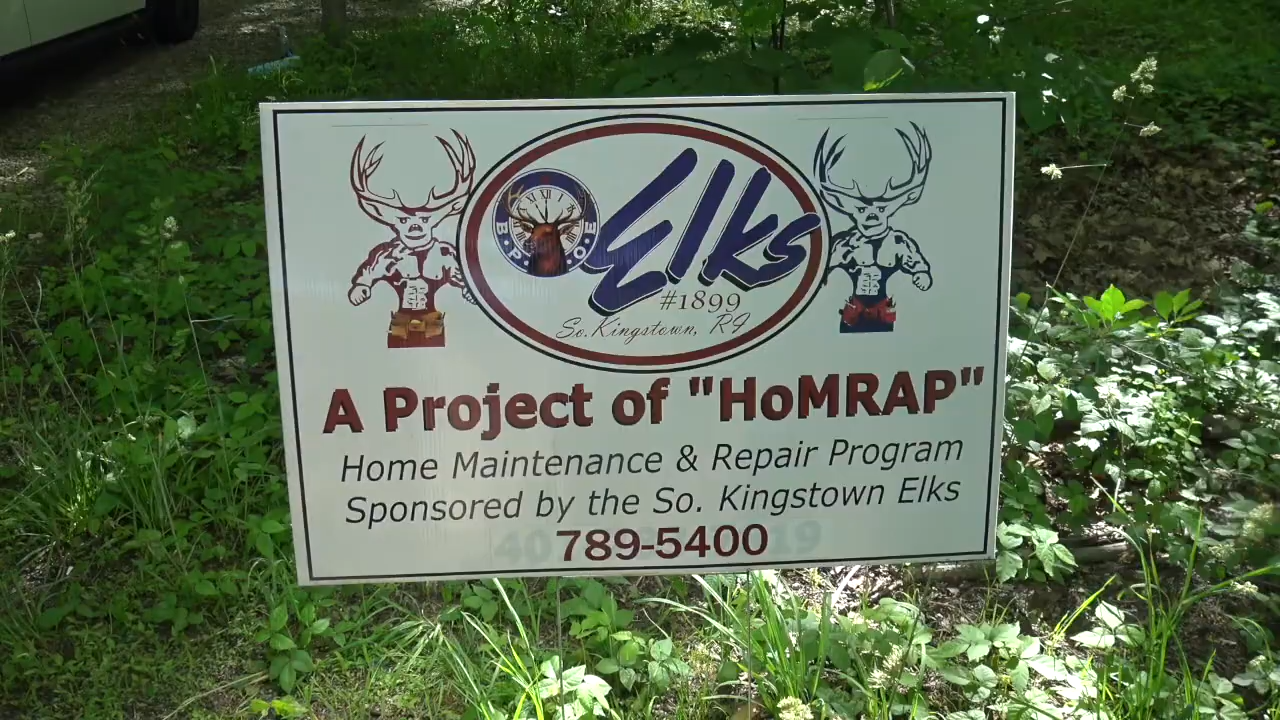 B.P.O.E
Elks
#1899
So. Kingstown, RI
A Project of "HoMRAP"
Home Maintenance & Repair Program
Sponsored by the So. Kingstown Elks
789-5400